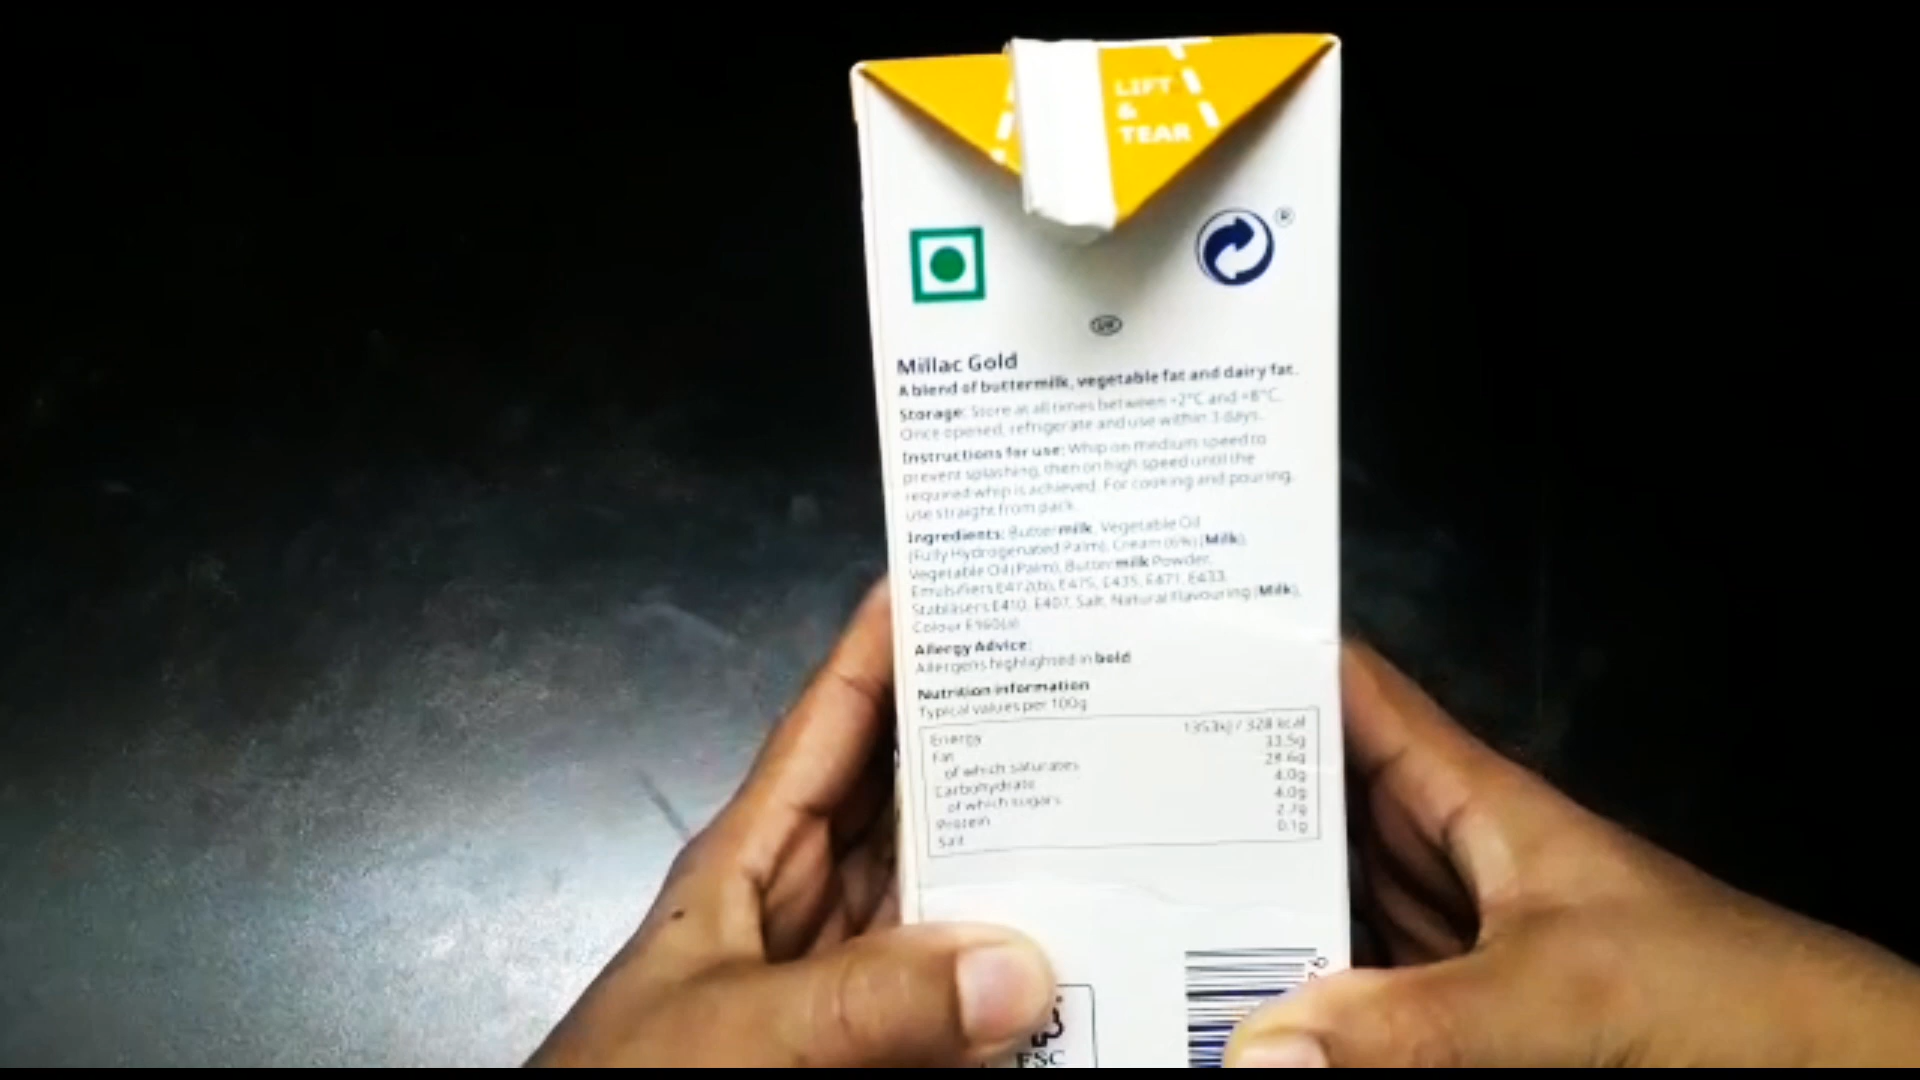 LIFT
&
TEAR
®
UK
Millac Gold
A blend of buttermilk, vegetable fat and dairy fat.
Storage: Store at all times between +2°C and +8°C.
Once opened, refrigerate and use within 3 days.
Instructions for use: Whip on medium speed to
prevent splashing, then on high speed until the
required whip is achieved. For cooking and pouring,
use straight from pack.
Ingredients: Buttermilk, Vegetable Oil
(Fully Hydrogenated Palm), Cream (6%) (Milk),
Vegetable Oil (Palm), Buttermilk Powder,
Emulsifiers E472(b), E475, E435, E471, E433,
Stabilisers E410, E407, Salt, Natural Flavouring (Milk),
Colour
Allergy Advice:
Allergens highlighted in bold
Nutrition information
Typical values per 100g
Energy 1353kJ / 328 kcal
Fat 33.5g
of which saturates 28.6g
Carbohydrate 4.0g
of which sugars 4.0g
Protein 2.7g
Salt 0.1g
FSC